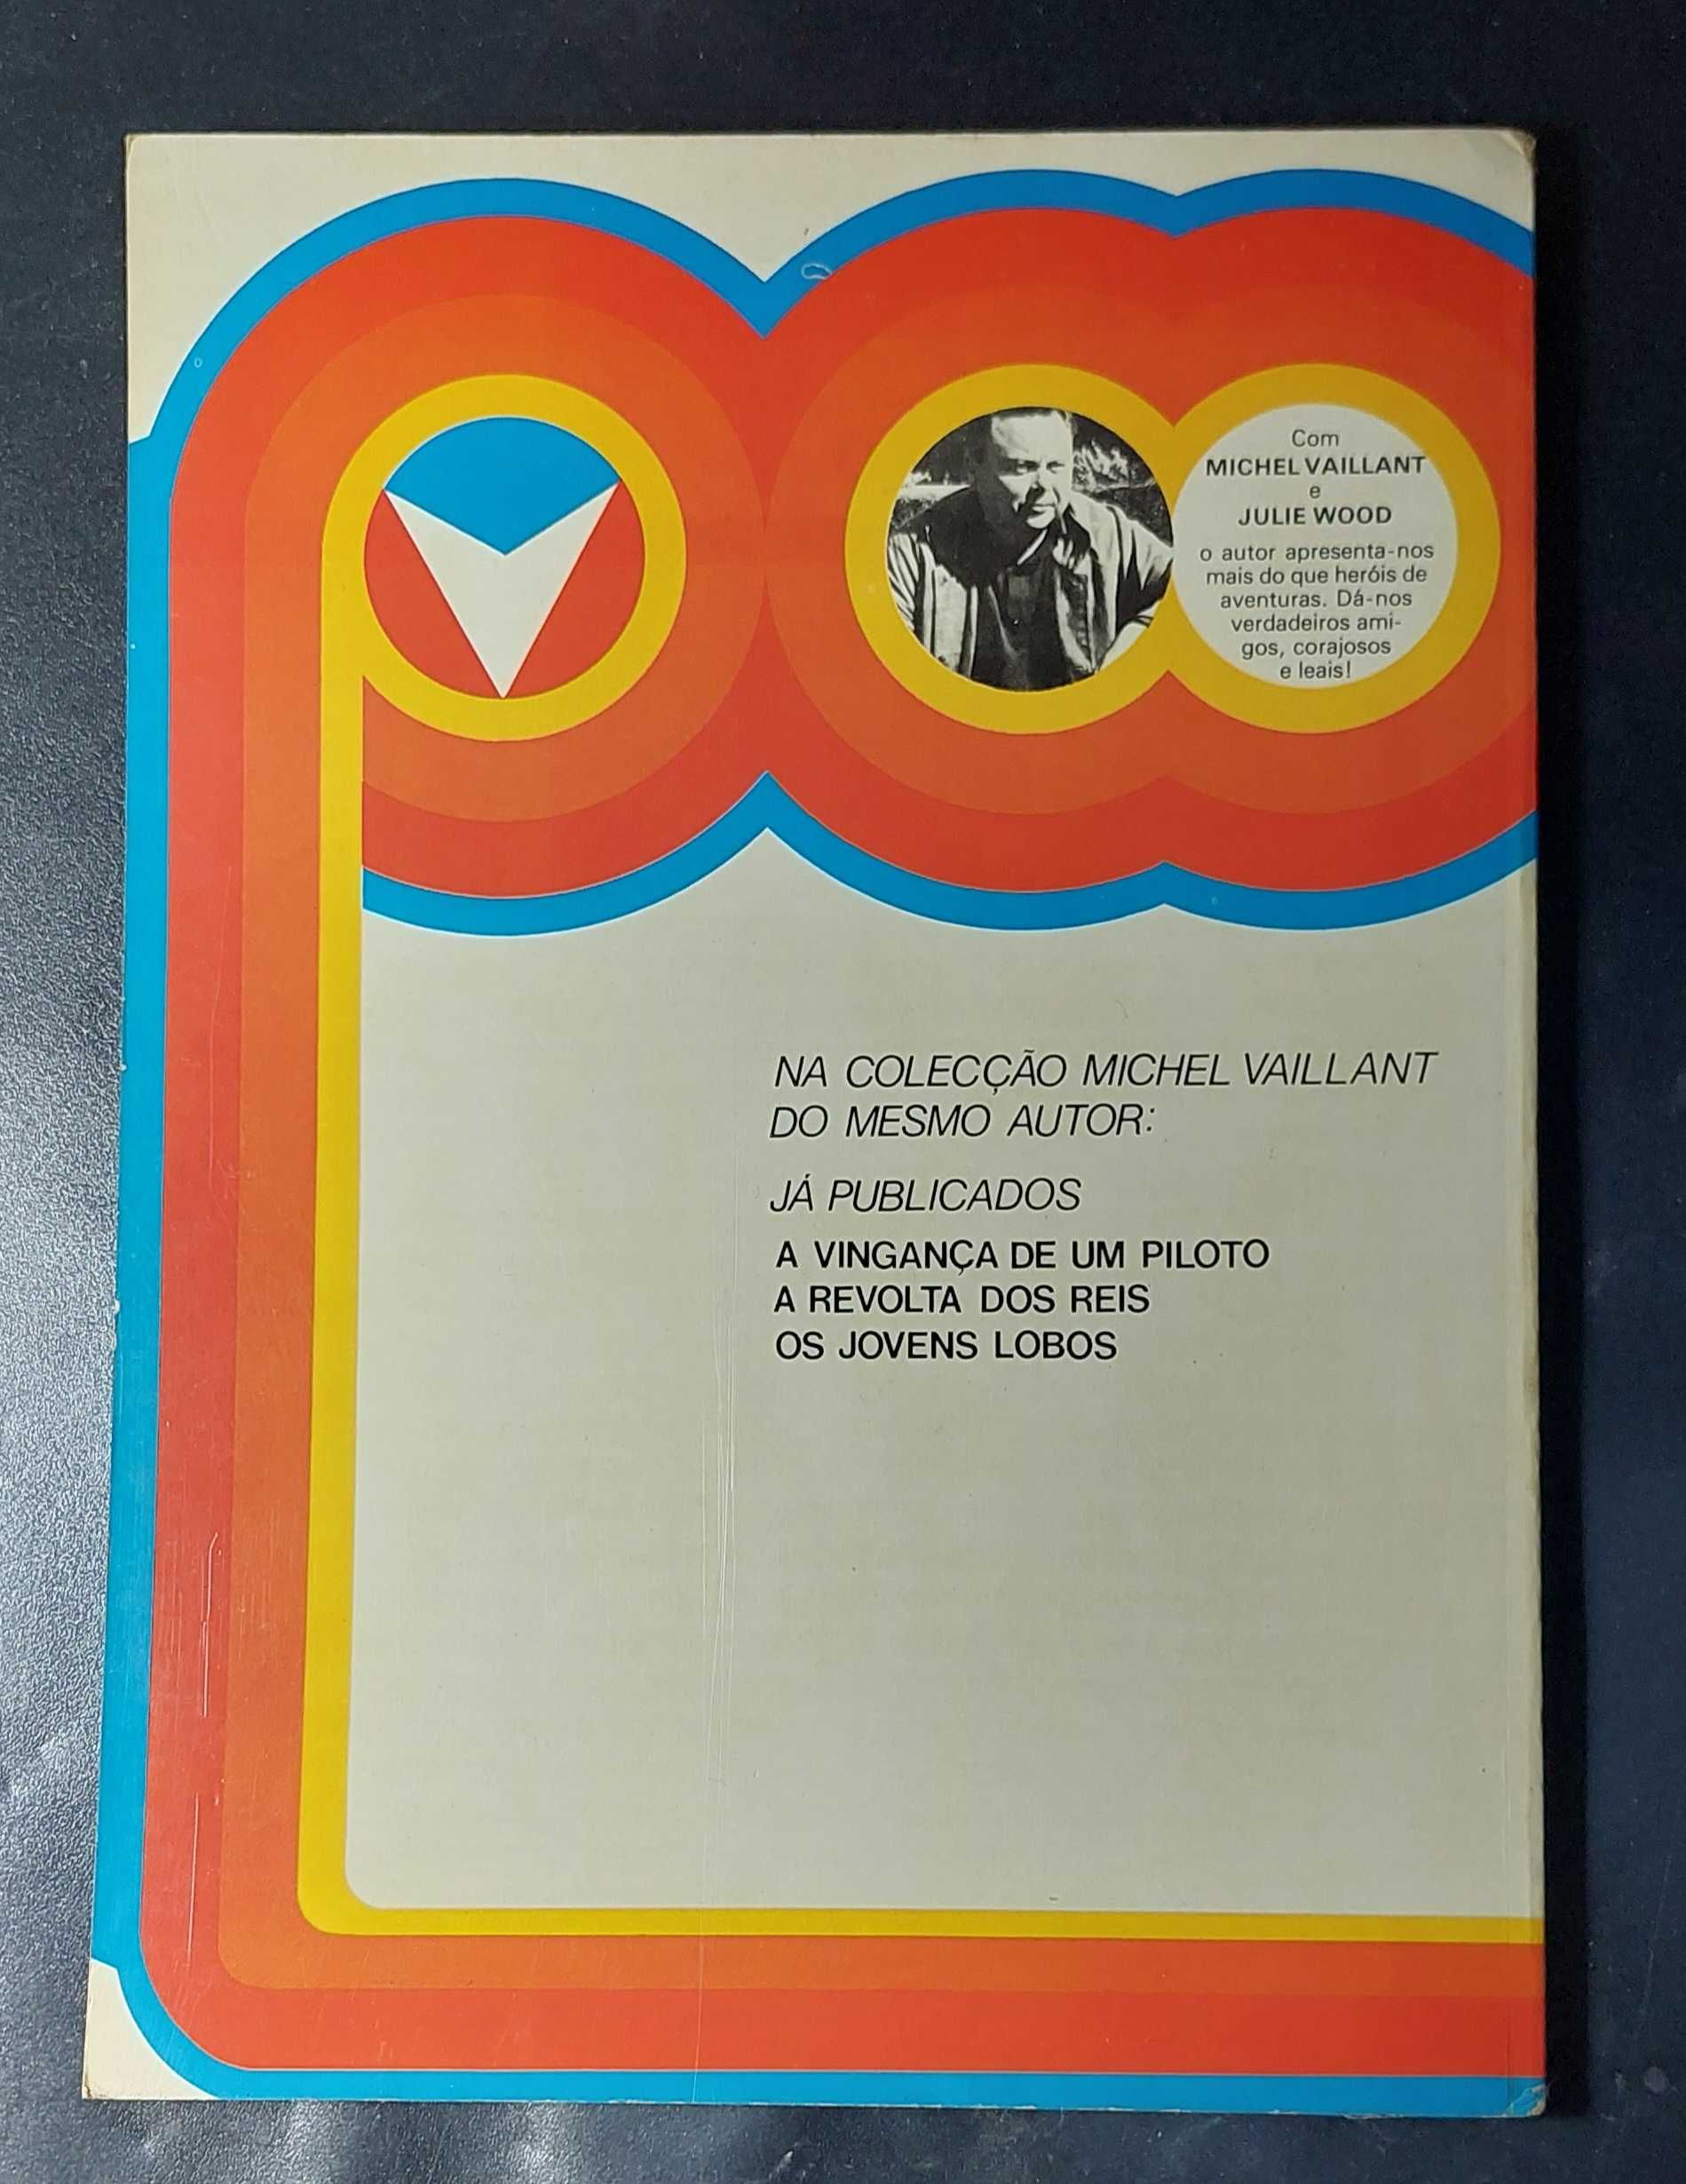 Com
MICHEL VAILLANT
e
JULIE WOOD
o autor apresenta-nos
mais do que heróis de
aventuras. Dá-nos
verdadeiros ami-
gos, corajosos
e leais!
NA COLECÇÃO MICHEL VAILLANT
DO MESMO AUTOR:
JÁ PUBLICADOS
A VINGANÇA DE UM PILOTO
A REVOLTA DOS REIS
OS JOVENS LOBOS